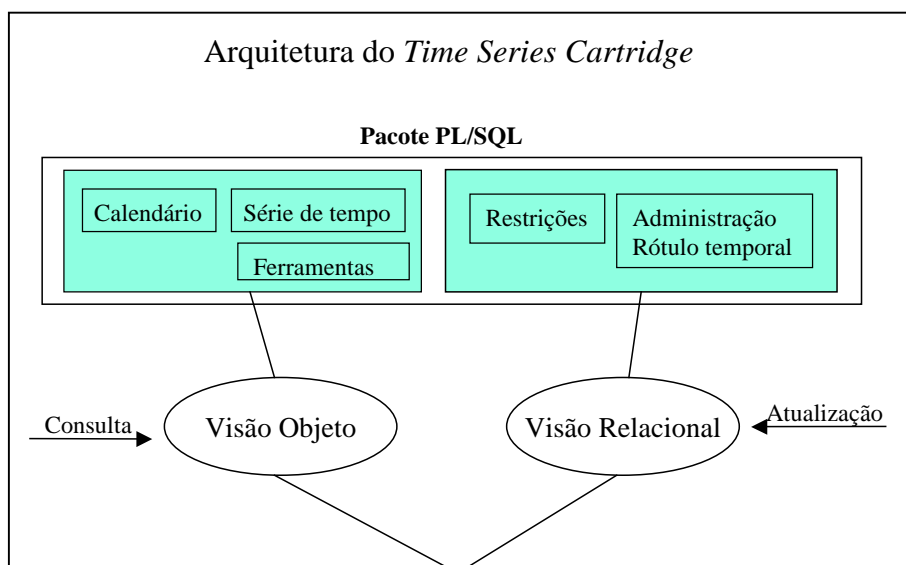 Arquitetura do Time Series Cartridge
Pacote PL/SQL
Calendário
Série de tempo
Ferramentas
Restrições
Administração
Rótulo temporal
Consulta
Visão Objeto
Visão Relacional
Atualização